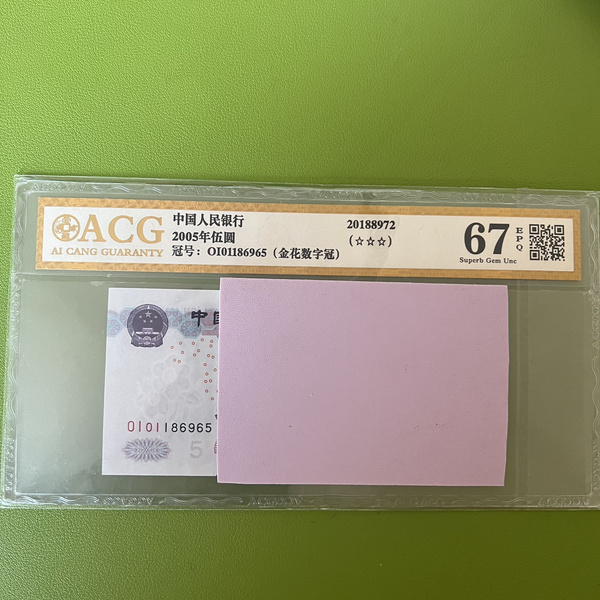 ACG
AI CANG GUARANTY
中国人民银行
2005年伍圆
冠号：OI01186965（金花数字冠）
20188972
(☆☆☆)
67
EPQ
Superb Gem Unc
中国
OI01186965
5